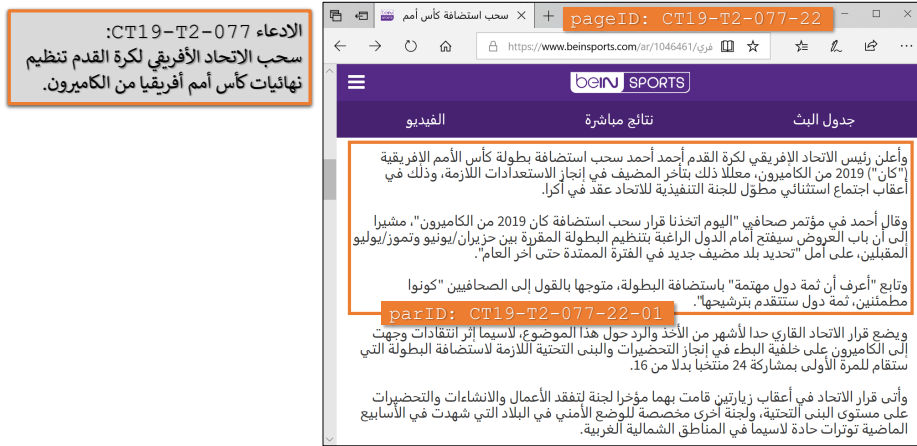 الادعاء CT19-T2-077:
سحب الاتحاد الأفريقي لكرة القدم تنظيم
نهائيات كأس أمم أفريقيا من الكاميرون.
سحب استضافة كأس أمم
pageID: CT19-T2-077-22
https://www.beinsports.com/ar/1046461/فري
beIN SPORTS
جدول البث
نتائج مباشرة
الفيديو
وأعلن رئيس الاتحاد الإفريقي لكرة القدم أحمد أحمد سحب استضافة بطولة كأس الأمم الإفريقية
("كان") 2019 من الكاميرون، معللا ذلك بتأخر المضيف في إنجاز الاستعدادات اللازمة، وذلك في
أعقاب اجتماع استثنائي مطوّل للجنة التنفيذية للاتحاد عقد في أكرا.
وقال أحمد في مؤتمر صحافي "اليوم اتخذنا قرار سحب استضافة كان 2019 من الكاميرون"، مشيرا
إلى أن باب العروض سيفتح أمام الدول الراغبة بتنظيم البطولة المقررة بين حزيران/يونيو وتموز/يوليو
المقبلين، على أمل "تحديد بلد مضيف جديد في الفترة الممتدة حتى آخر العام".
وتابع "أعرف أن ثمة دول مهتمة" باستضافة البطولة، متوجها بالقول إلى الصحافيين "كونوا
مطمئنين، ثمة دول ستتقدم بترشيحها".
parID: CT19-T2-077-22-01
ويضع قرار الاتحاد القاري حدا لأشهر من الأخذ والرد حول هذا الموضوع، لاسيما إثر انتقادات وجهت
إلى الكاميرون على خلفية البطء في إنجاز التحضيرات والبنى التحتية اللازمة لاستضافة البطولة التي
ستقام للمرة الأولى بمشاركة 24 منتخبا بدلا من 16.
وأتى قرار الاتحاد في أعقاب زيارتين قامت بهما مؤخرا لجنة لتفقد الأعمال والانشاءات والتحضيرات
على مستوى البنى التحتية، ولجنة أخرى مخصصة للوضع الأمني في البلاد التي شهدت في الأسابيع
الماضية توترات حادة لاسيما في المناطق الشمالية الغربية.